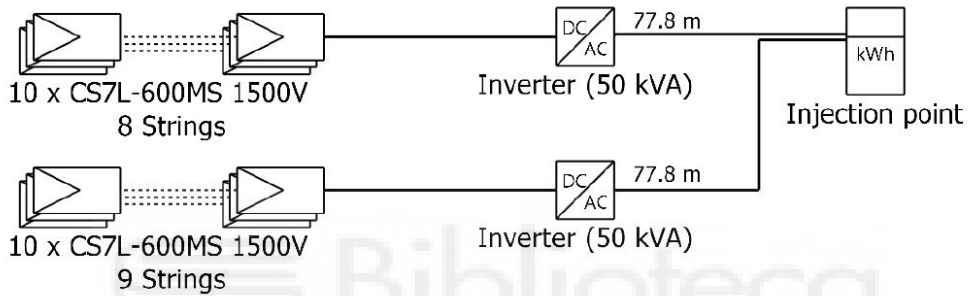 DC
AC
77.8 m
kWh
10 x CS7L-600MS 1500V
8 Strings
Inverter (50 kVA)
Injection point
DC
AC
77.8 m
10 x CS7L-600MS 1500V
9 Strings
Inverter (50 kVA)
Biblioteca